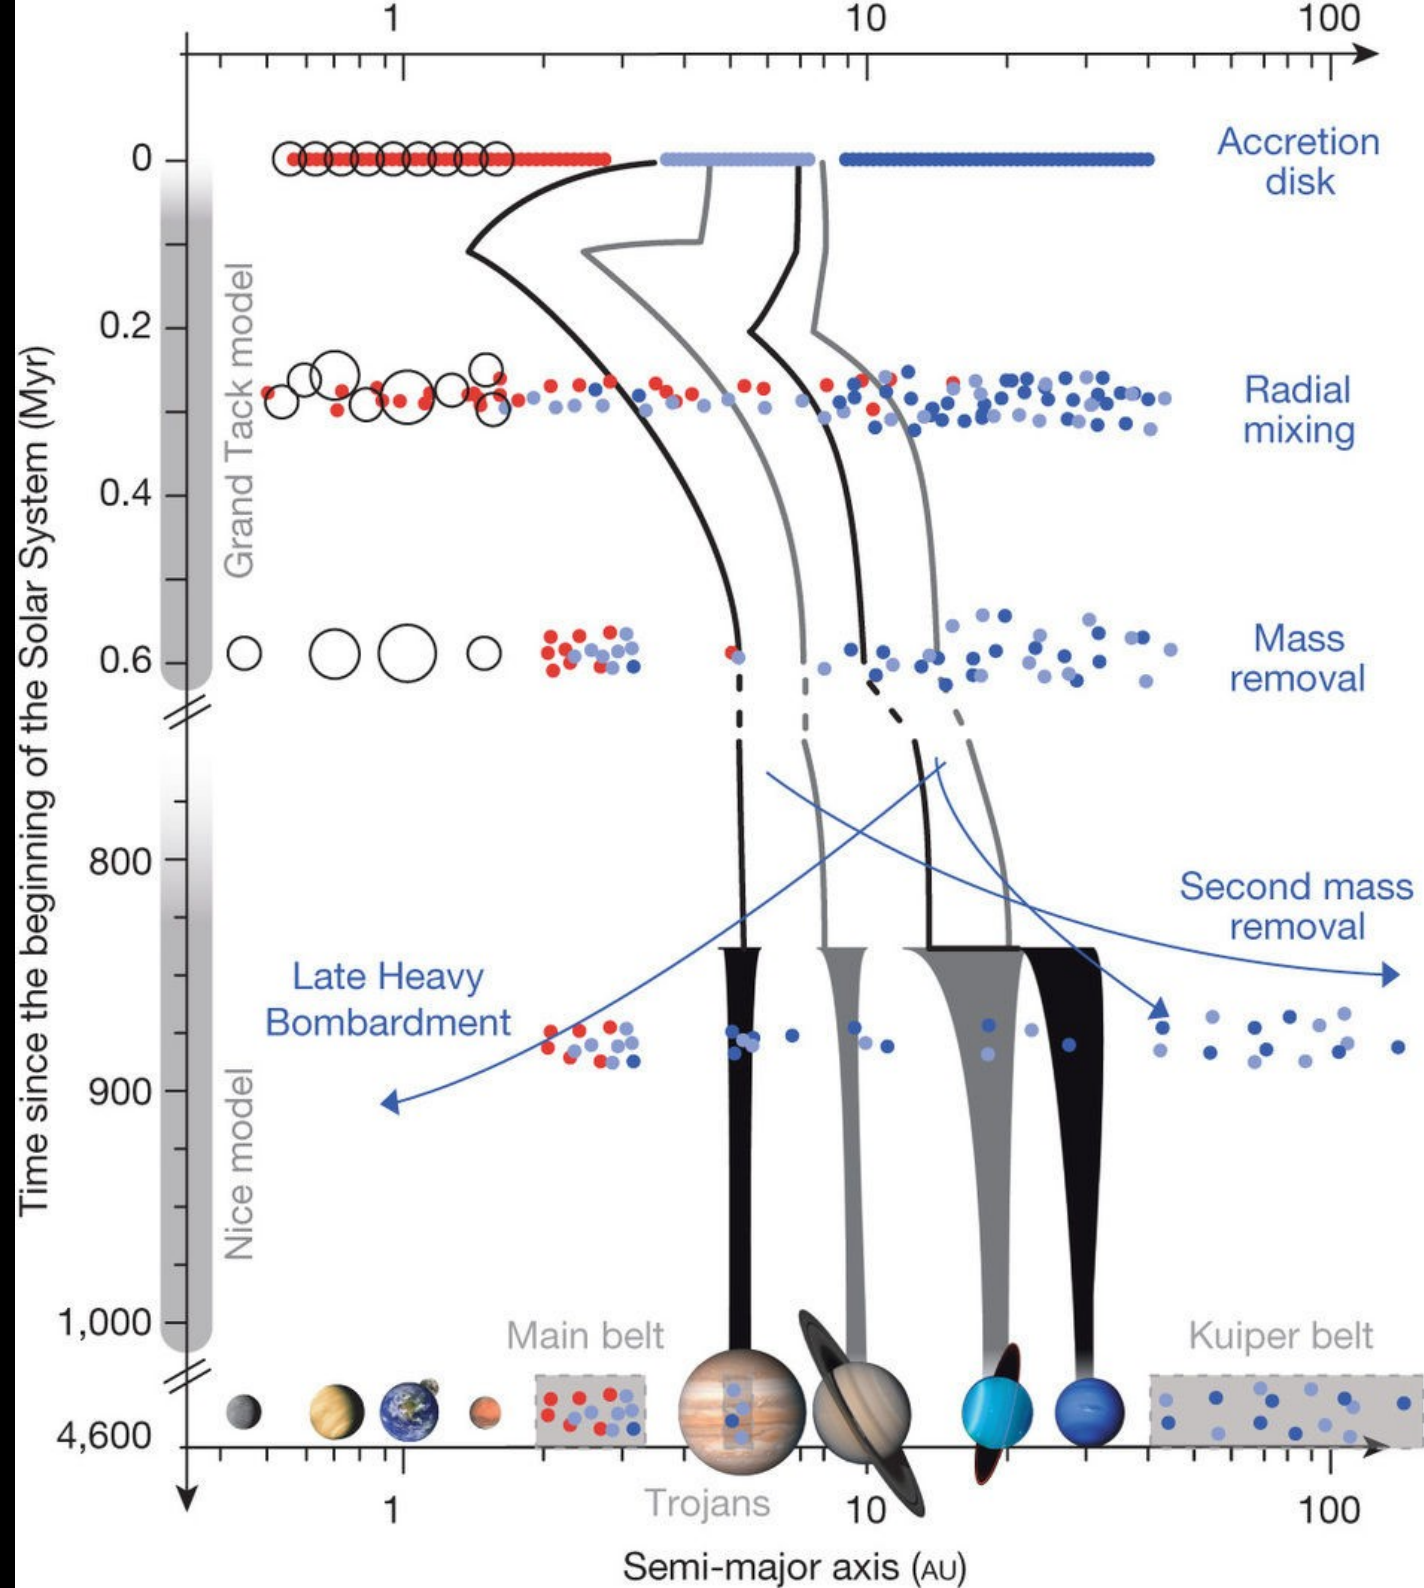 1 10 100
0
Accretion
disk
0.2
Radial
mixing
0.4
0.6
Mass
removal
Grand Tack model
Time since the beginning of the Solar System (Myr)
800
Second mass
removal
Late Heavy
Bombardment
900
Nice model
1,000
Main belt
Kuiper belt
4,600
Trojans
1 10 100
Semi-major axis (AU)